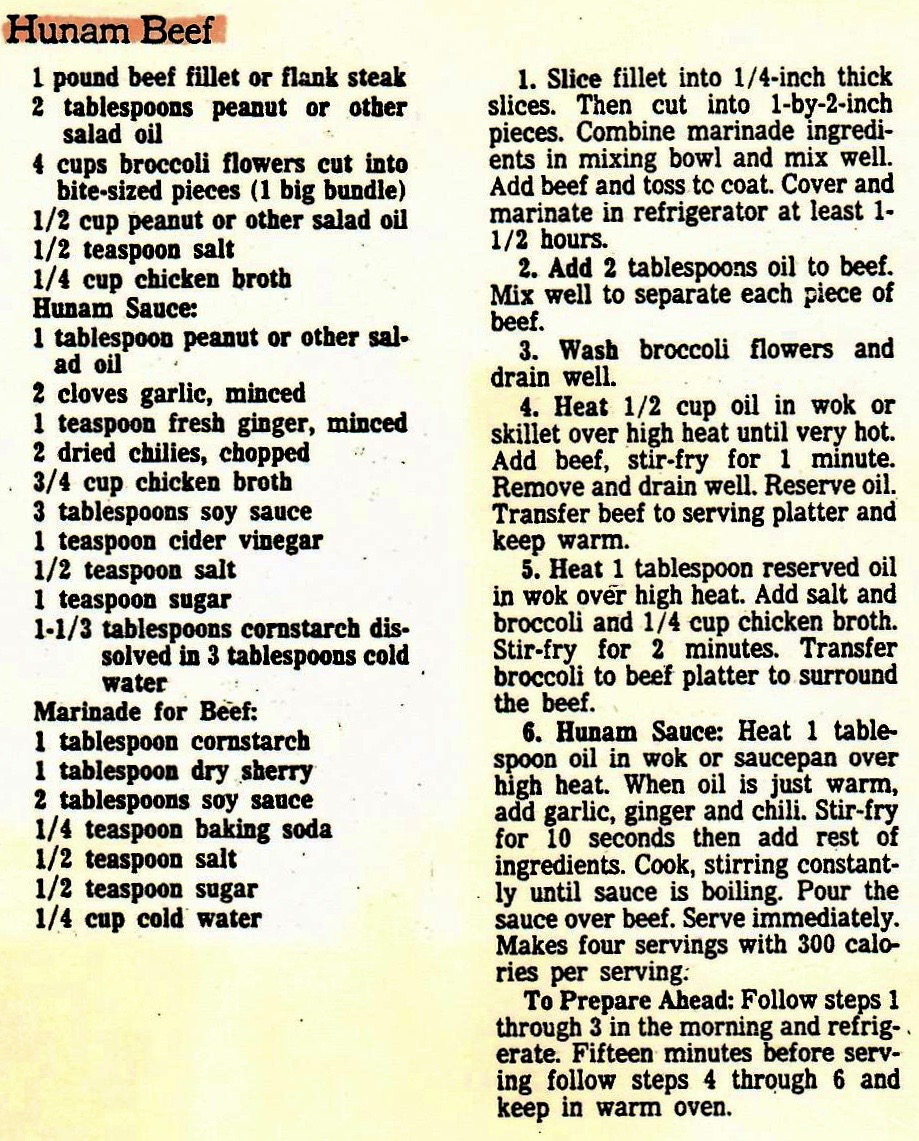 Hunam Beef
1 pound beef fillet or flank steak
2 tablespoons peanut or other
salad oil
4 cups broccoli flowers cut into
bite-sized pieces (1 big bundle)
1/2 cup peanut or other salad oil
1/2 teaspoon salt
1/4 cup chicken broth
Hunam Sauce:
1 tablespoon peanut or other sal-
ad oil
2 cloves garlic, minced
1 teaspoon fresh ginger, minced
2 dried chilies, chopped
3/4 cup chicken broth
3 tablespoons soy sauce
1 teaspoon cider vinegar
1/2 teaspoon salt
1 teaspoon sugar
1-1/3 tablespoons cornstarch dis-
solved in 3 tablespoons cold
water
Marinade for Beef:
1 tablespoon cornstarch
1 tablespoon dry sherry
2 tablespoons soy sauce
1/4 teaspoon baking soda
1/2 teaspoon salt
1/2 teaspoon sugar
1/4 cup cold water
1. Slice fillet into 1/4-inch thick
slices. Then cut into 1-by-2-inch
pieces. Combine marinade ingredi-
ents in mixing bowl and mix well.
Add beef and toss to coat. Cover and
marinate in refrigerator at least 1-
1/2 hours.
2. Add 2 tablespoons oil to beef.
Mix well to separate each piece of
beef.
3. Wash broccoli flowers and
drain well.
4. Heat 1/2 cup oil in wok or
skillet over high heat until very hot.
Add beef, stir-fry for 1 minute.
Remove and drain well. Reserve oil.
Transfer beef to serving platter and
keep warm.
5. Heat 1 tablespoon reserved oil
in wok over high heat. Add salt and
broccoli and 1/4 cup chicken broth.
Stir-fry for 2 minutes. Transfer
broccoli to beef platter to surround
the beef.
6. Hunam Sauce: Heat 1 table-
spoon oil in wok or saucepan over
high heat. When oil is just warm,
add garlic, ginger and chili. Stir-fry
for 10 seconds then add rest of
ingredients. Cook, stirring constant-
ly until sauce is boiling. Pour the
sauce over beef. Serve immediately.
Makes four servings with 300 calo-
ries per serving.
To Prepare Ahead: Follow steps 1
through 3 in the morning and refrig-
erate. Fifteen minutes before serv-
ing follow steps 4 through 6 and
keep in warm oven.